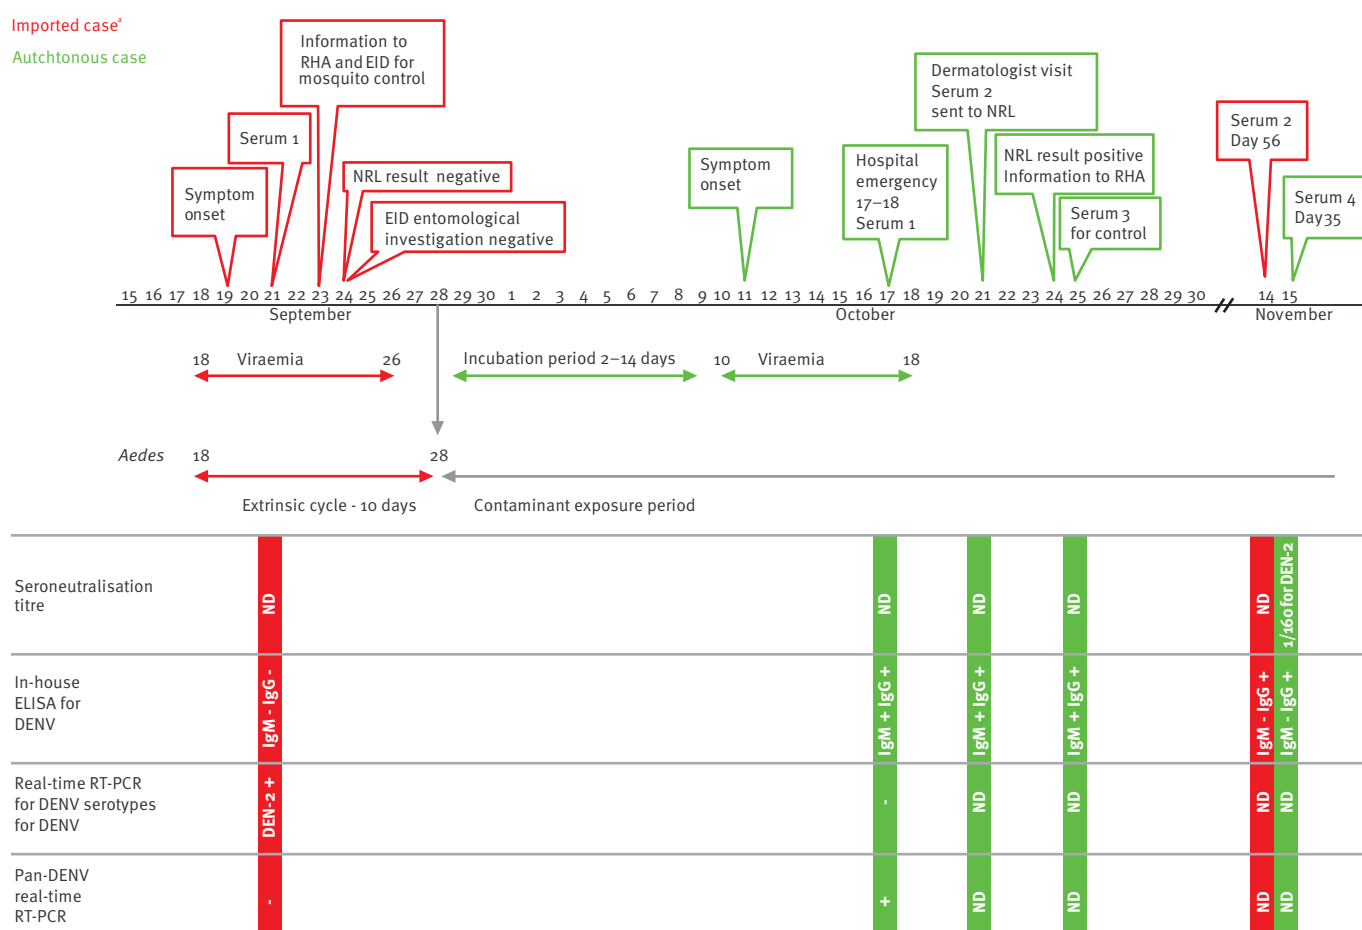 Imported caseª
Autchtonous case
Information to
RHA and EID for
mosquito control
Serum 1
Symptom
onset
NRL result negative
EID entomological
investigation negative
Symptom
onset
Hospital
emergency
17–18
Serum 1
Dermatologist visit
Serum 2
sent to NRL
NRL result positive
Information to RHA
Serum 3
for control
Serum 2
Day 56
Serum 4
Day 35
15 16 17 18 19 20 21 22 23 24 25 26 27 28 29 30 1 2 3 4 5 6 7 8 9 10 11 12 13 14 15 16 17 18 19 20 21 22 23 24 25 26 27 28 29 30 14 15
September October November
18 Viraemia 26 Incubation period 2–14 days 10 Viraemia 18
Aedes 18 28
Extrinsic cycle - 10 days Contaminant exposure period
Seroneutralisation
titre
ND ND ND ND ND 1/160 for DEN-2
In-house
ELISA for
DENV
IgM - IgG - IgM + IgG + IgM + IgG + IgM + IgG + IgM - IgG + IgM - IgG +
Real-time RT-PCR
for DENV serotypes
for DENV
DEN-2 + - ND ND ND ND
Pan-DENV
real-time
RT-PCR
- + ND ND ND ND